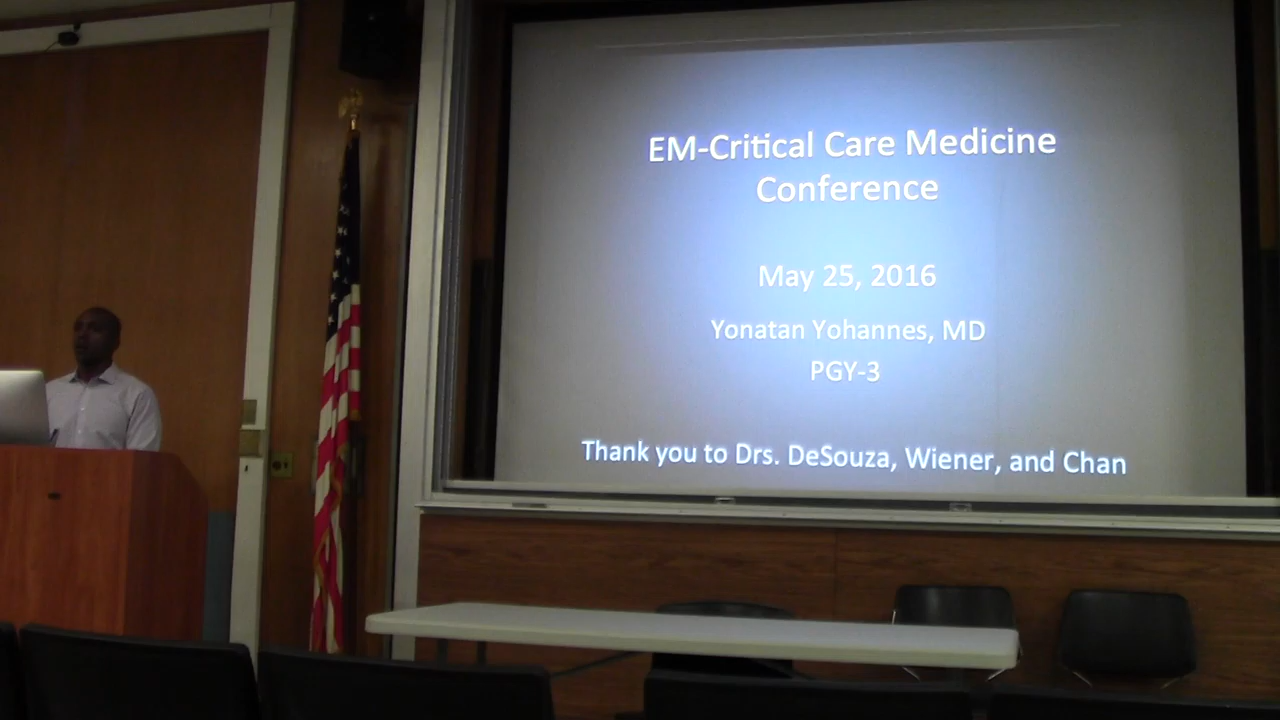 EM-Critical Care Medicine
Conference
May 25, 2016
Yonatan Yohannes, MD
PGY-3
Thank you to Drs. DeSouza, Wiener, and Chan